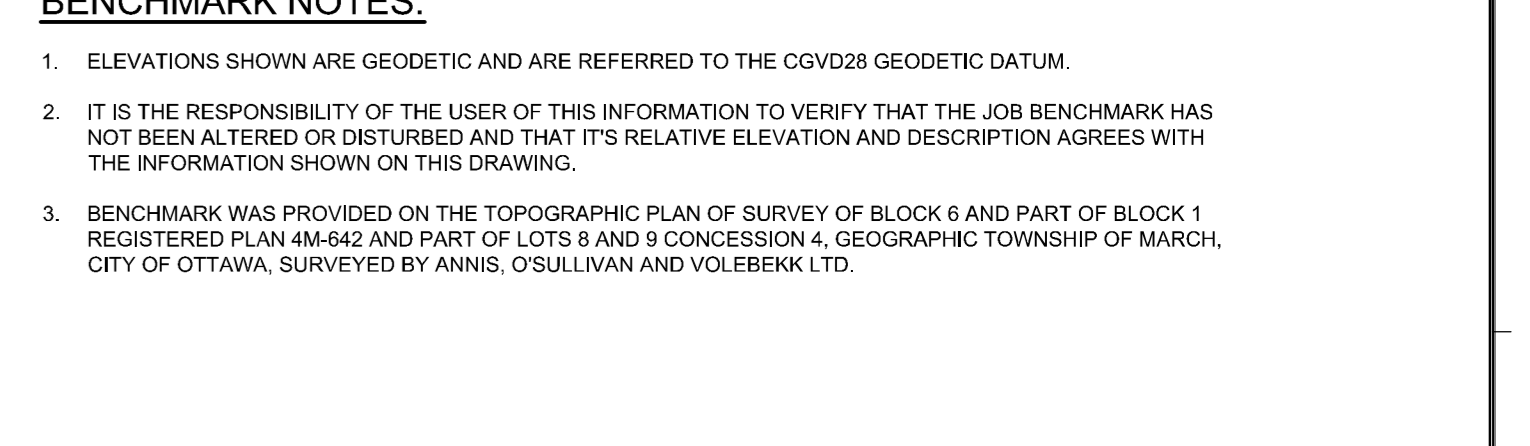 BENCHMARK NOTES:
1. ELEVATIONS SHOWN ARE GEODETIC AND ARE REFERRED TO THE CGVD28 GEODETIC DATUM.
2. IT IS THE RESPONSIBILITY OF THE USER OF THIS INFORMATION TO VERIFY THAT THE JOB BENCHMARK HAS
NOT BEEN ALTERED OR DISTURBED AND THAT IT'S RELATIVE ELEVATION AND DESCRIPTION AGREES WITH
THE INFORMATION SHOWN ON THIS DRAWING.
3. BENCHMARK WAS PROVIDED ON THE TOPOGRAPHIC PLAN OF SURVEY OF BLOCK 6 AND PART OF BLOCK 1
REGISTERED PLAN 4M-642 AND PART OF LOTS 8 AND 9 CONCESSION 4, GEOGRAPHIC TOWNSHIP OF MARCH,
CITY OF OTTAWA, SURVEYED BY ANNIS, O'SULLIVAN AND VOLEBEKK LTD.